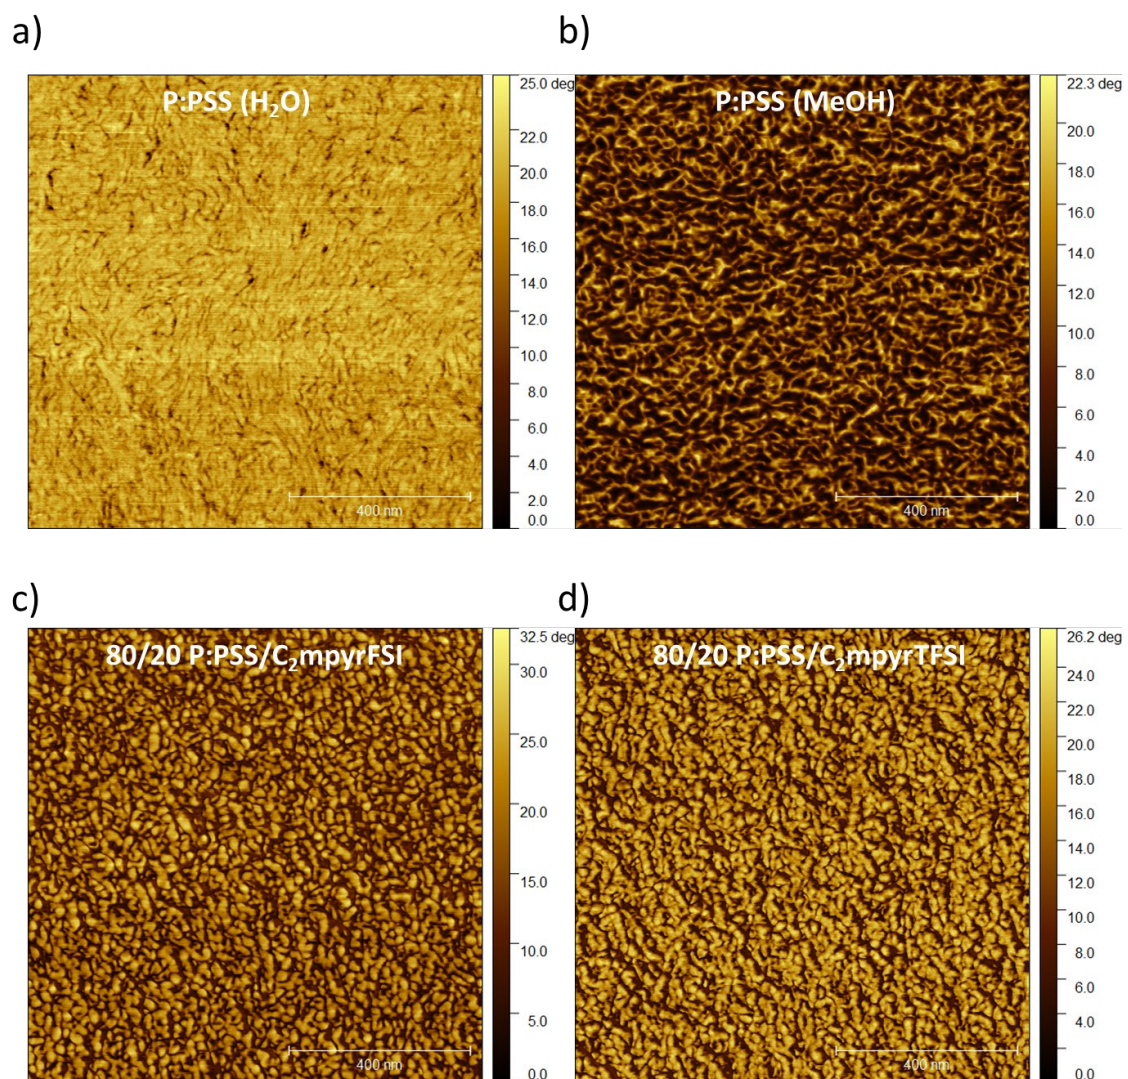 a)
P:PSS (H₂O)
25.0 deg
22.0
20.0
18.0
16.0
14.0
12.0
10.0
8.0
6.0
4.0
2.0
0.0
400 nm
b)
P:PSS (MeOH)
22.3 deg
20.0
18.0
16.0
14.0
12.0
10.0
8.0
6.0
4.0
2.0
0.0
400 nm
c)
80/20 P:PSS/C₂mpyrFSI
32.5 deg
30.0
25.0
20.0
15.0
10.0
5.0
0.0
400 nm
d)
80/20 P:PSS/C₂mpyrTFSI
26.2 deg
24.0
22.0
20.0
18.0
16.0
14.0
12.0
10.0
8.0
6.0
4.0
0.0
400 nm